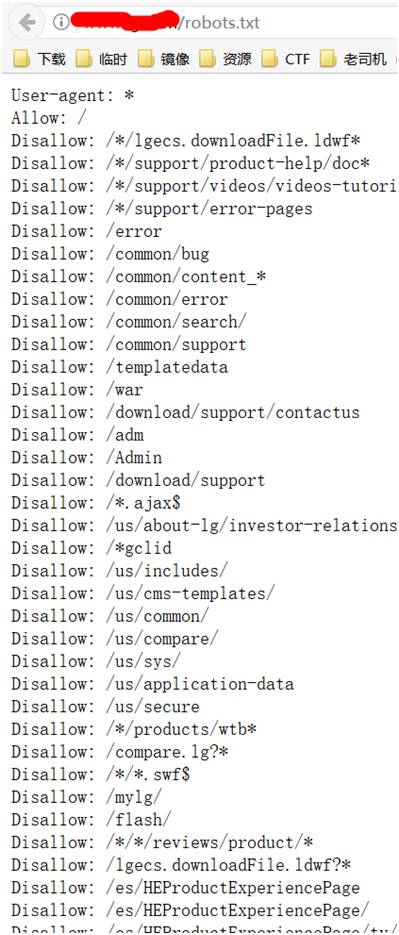 /robots.txt
下载 临时 镜像 资源 CTF 老司机
User-agent: *
Allow: /
Disallow: /*/lgecs.downloadFile.ldwf*
Disallow: /*/support/product-help/doc*
Disallow: /*/support/videos/videos-tutori
Disallow: /*/support/error-pages
Disallow: /error
Disallow: /common/bug
Disallow: /common/content_*
Disallow: /common/error
Disallow: /common/search/
Disallow: /common/support
Disallow: /templatedata
Disallow: /war
Disallow: /download/support/contactus
Disallow: /adm
Disallow: /Admin
Disallow: /download/support
Disallow: /*.ajax$
Disallow: /us/about-lg/investor-relations
Disallow: /*gclid
Disallow: /us/includes/
Disallow: /us/cms-templates/
Disallow: /us/common/
Disallow: /us/compare/
Disallow: /us/sys/
Disallow: /us/application-data
Disallow: /us/secure
Disallow: /*/products/wtb*
Disallow: /compare.lg?*
Disallow: /*/*.swf$
Disallow: /mylg/
Disallow: /flash/
Disallow: /*/*/reviews/product/*
Disallow: /lgecs.downloadFile.ldwf?*
Disallow: /es/HEProductExperiencePage
Disallow: /es/HEProductExperiencePage/
Disallow: /es/HEProductExperiencePage/tv/